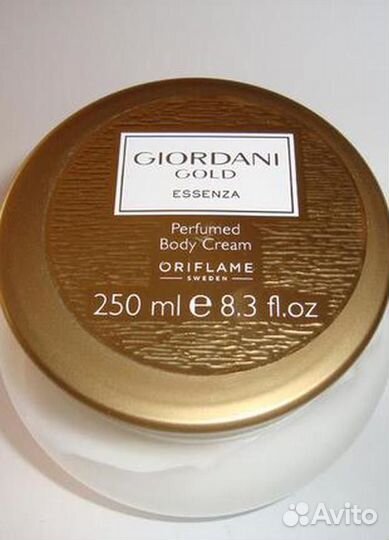 GIORDANI
GOLD
ESSENZA
Perfumed
Body Cream
ORIFLAME
SWEDEN
250 ml ℮ 8.3 fl.oz
Avito